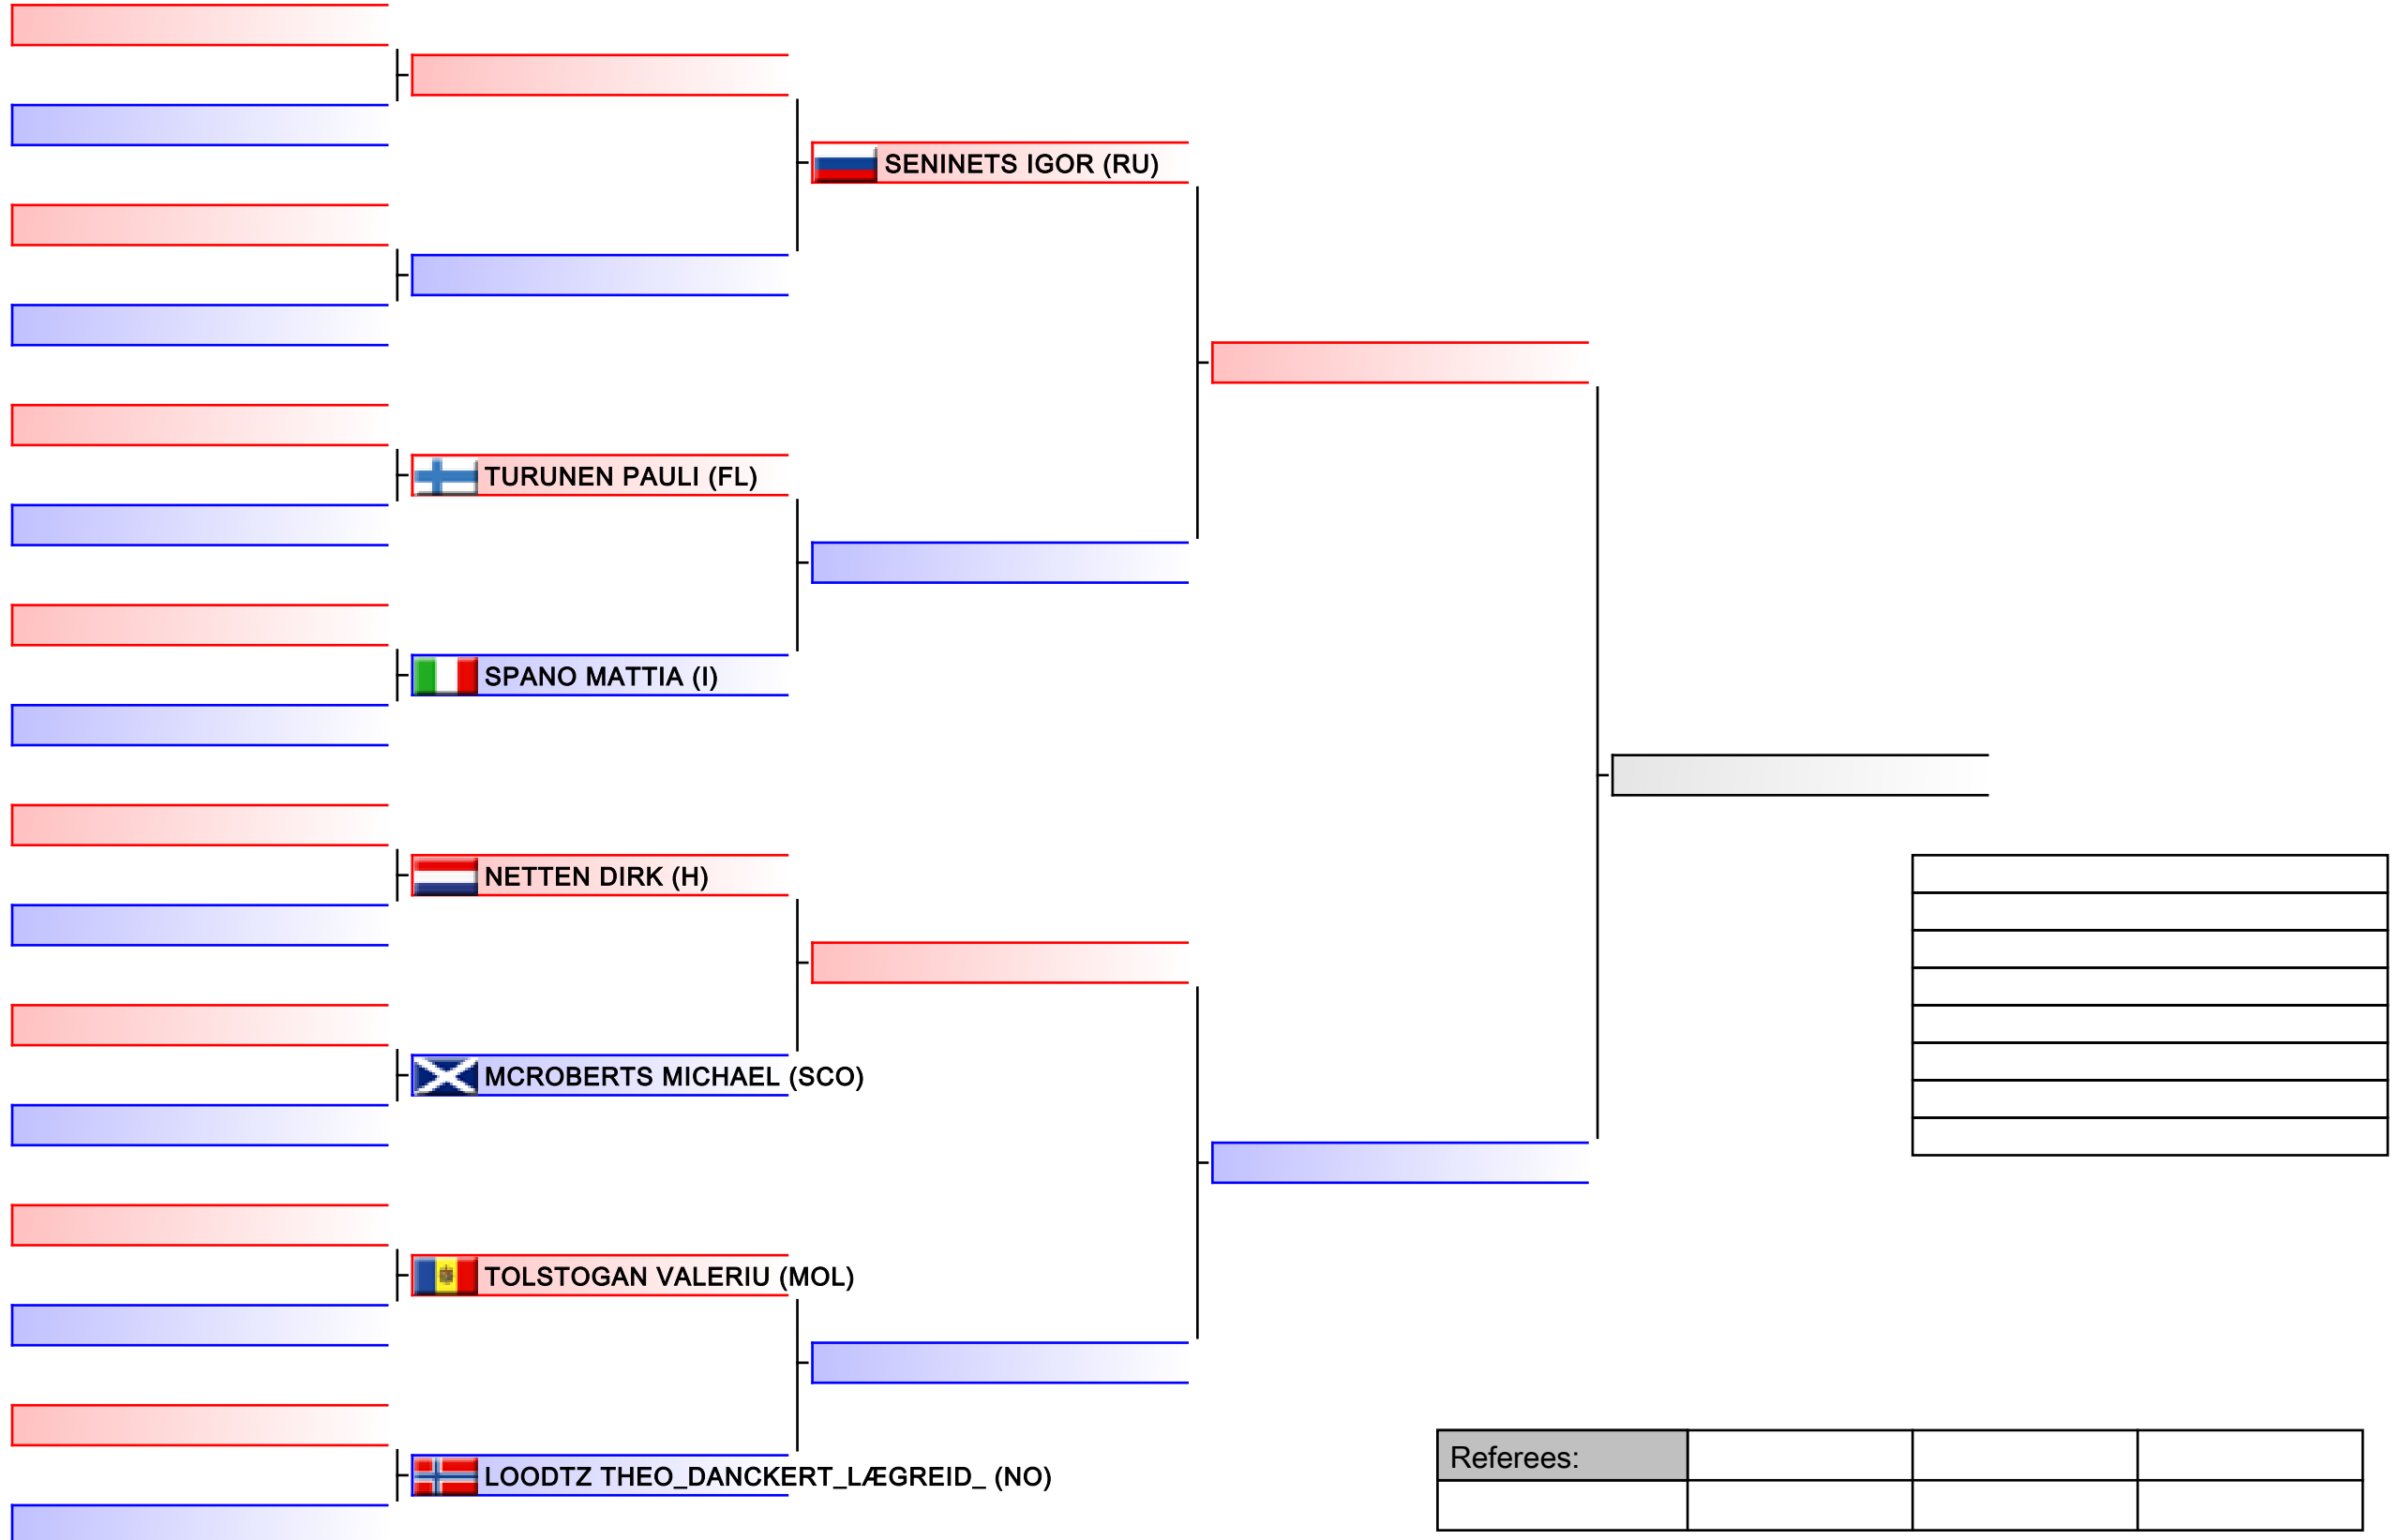 SENINETS IGOR (RU)
TURUNEN PAULI (FL)
SPANO MATTIA (I)
NETTEN DIRK (H)
MCROBERTS MICHAEL (SCO)
TOLSTOGAN VALERIU (MOL)
LOODTZ THEO_DANCKERT_LÆGREID_ (NO)
Referees: